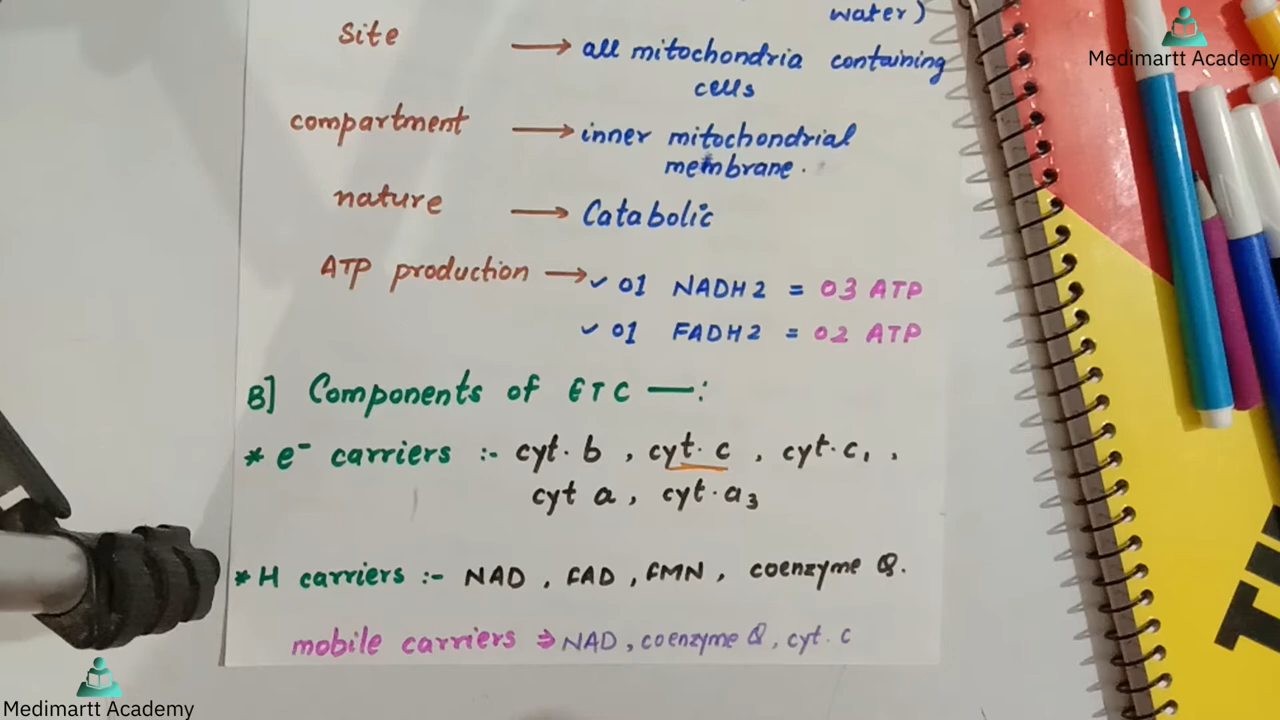 water)
Site → all mitochondria containing
cells
compartment → inner mitochondrial
membrane.
nature → Catabolic
ATP production → ✓ 01 NADH2 = 03 ATP
✓ 01 FADH2 = 02 ATP
B] Components of ETC —:
* e⁻ carriers :- cyt. b , cyt. c , cyt. c₁ ,
cyt a , cyt. a₃
* H carriers :- NAD , FAD , FMN , coenzyme Q.
mobile carriers ⇒ NAD , coenzyme Q , cyt. c
Medimartt Academy
Medimartt Academy